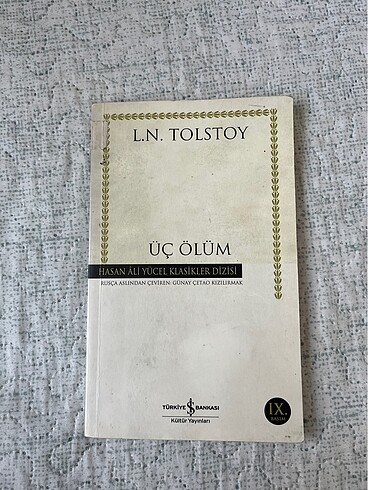 L.N. TOLSTOY
ÜÇ ÖLÜM
HASAN ÂLİ YÜCEL KLASİKLER DİZİSİ
RUSÇA ASLINDAN ÇEVİREN: GÜNAY ÇETAO KIZILIRMAK
TÜRKİYE İŞ BANKASI
Kültür Yayınları
IX.
BASIM